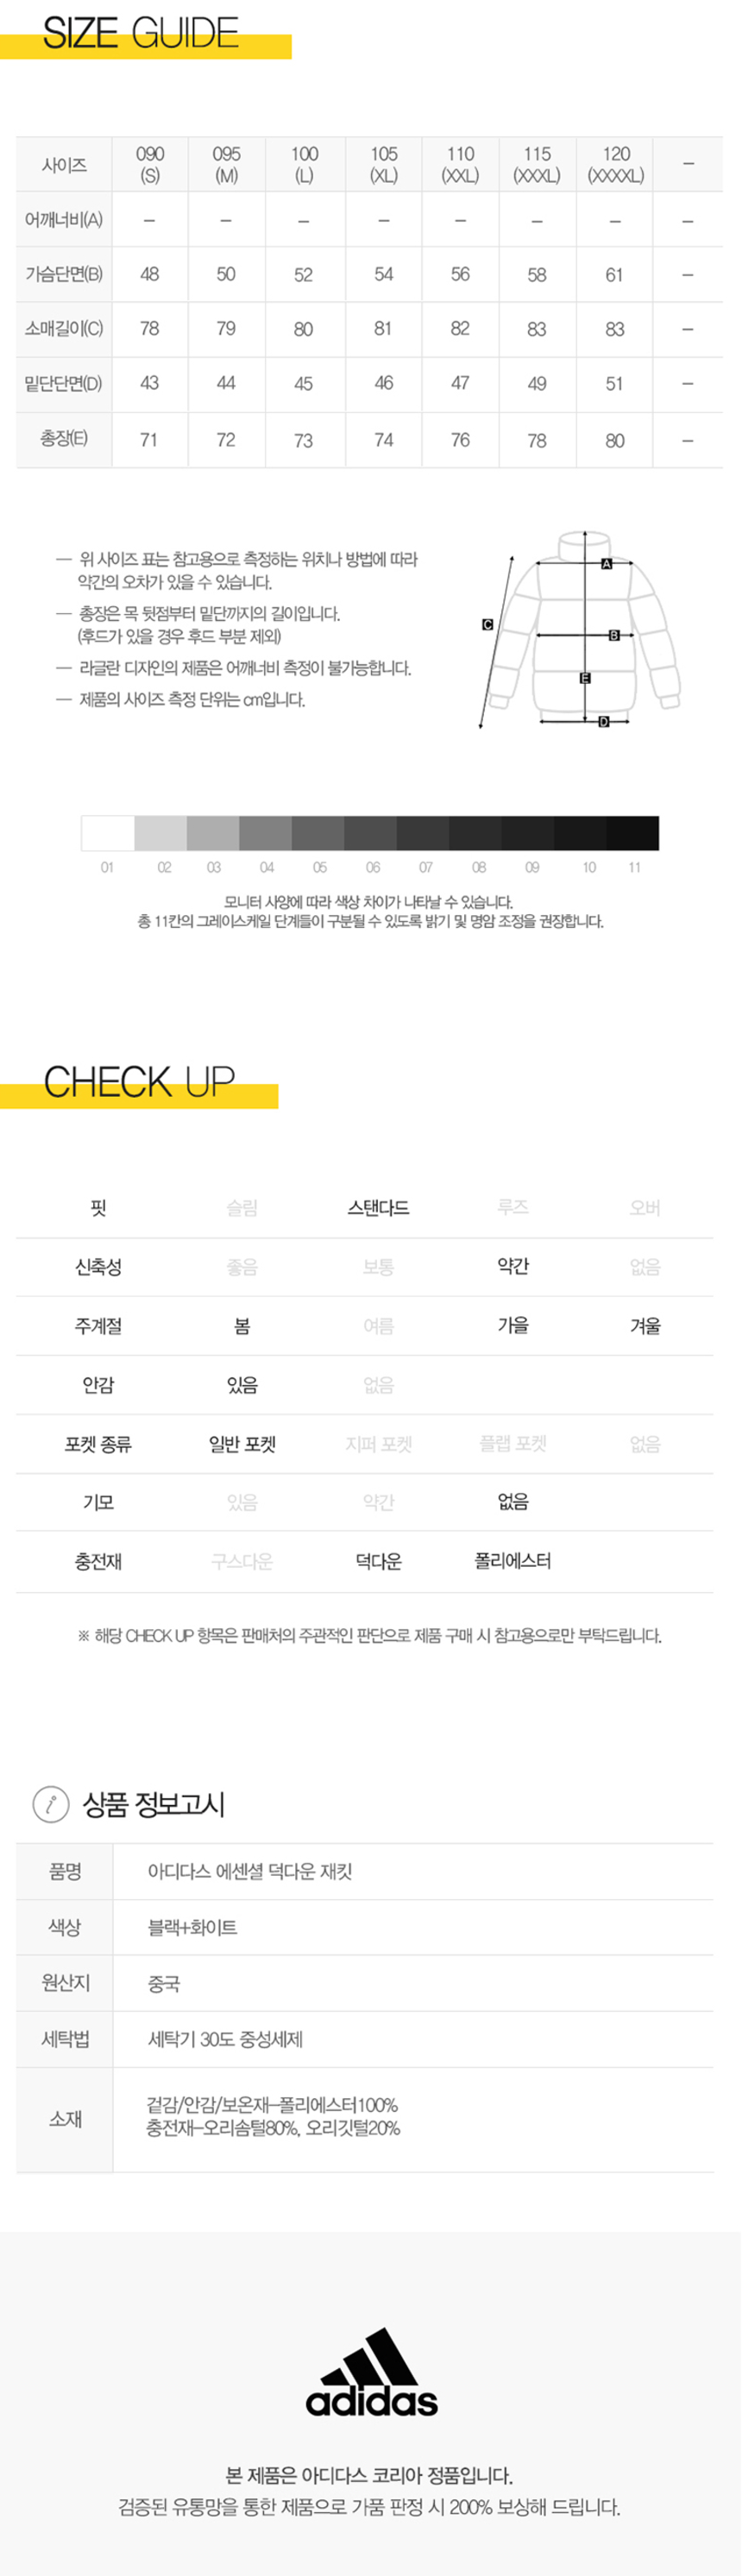 SIZE GUIDE
사이즈 090 (S) 095 (M) 100 (L) 105 (XL) 110 (XXL) 115 (XXXL) 120 (XXXXL) –
어깨너비(A) – – – – – – – –
가슴단면(B) 48 50 52 54 56 58 61 –
소매길이(C) 78 79 80 81 82 83 83 –
밑단단면(D) 43 44 45 46 47 49 51 –
총장(E) 71 72 73 74 76 78 80 –
— 위 사이즈 표는 참고용으로 측정하는 위치나 방법에 따라
약간의 오차가 있을 수 있습니다.
— 총장은 목 뒷점부터 밑단까지의 길이입니다.
(후드가 있을 경우 후드 부분 제외)
— 라글란 디자인의 제품은 어깨너비 측정이 불가능합니다.
— 제품의 사이즈 측정 단위는 cm입니다.
A
C
B
E
D
01 02 03 04 05 06 07 08 09 10 11
모니터 사양에 따라 색상 차이가 나타날 수 있습니다.
총 11칸의 그레이스케일 단계들이 구분될 수 있도록 밝기 및 명암 조정을 권장합니다.
CHECK UP
핏 슬림 스탠다드 루즈 오버
신축성 좋음 보통 약간 없음
주계절 봄 여름 가을 겨울
안감 있음 없음
포켓 종류 일반 포켓 지퍼 포켓 플랩 포켓 없음
기모 있음 약간 없음
충전재 구스다운 덕다운 폴리에스터
※ 해당 CHECK UP 항목은 판매처의 주관적인 판단으로 제품 구매 시 참고용으로만 부탁드립니다.
i 상품 정보고시
품명 아디다스 에센셜 덕다운 재킷
색상 블랙+화이트
원산지 중국
세탁법 세탁기 30도 중성세제
소재 겉감/안감/보온재–폴리에스터100%
충전재–오리솜털80%, 오리깃털20%
adidas
본 제품은 아디다스 코리아 정품입니다.
검증된 유통망을 통한 제품으로 가품 판정 시 200% 보상해 드립니다.